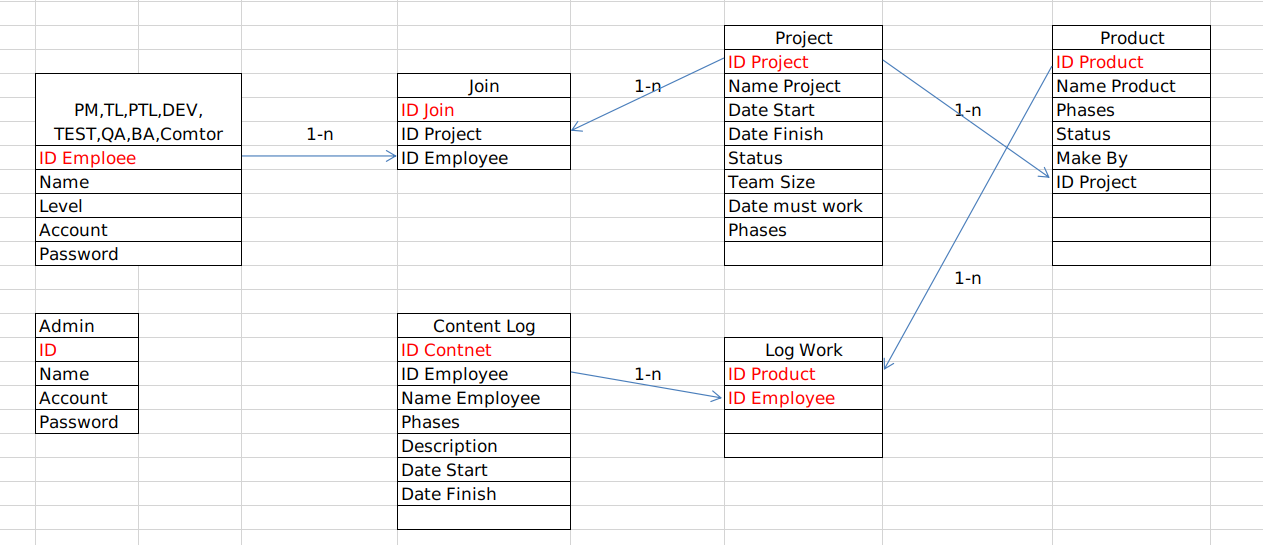 PM,TL,PTL,DEV,
TEST,QA,BA,Comtor
ID Emploee
Name
Level
Account
Password
1-n
Join
ID Join
ID Project
ID Employee
1-n
Project
ID Project
Name Project
Date Start
Date Finish
Status
Team Size
Date must work
Phases
1-n
Product
ID Product
Name Product
Phases
Status
Make By
ID Project
1-n
Admin
ID
Name
Account
Password
Content Log
ID Contnet
ID Employee
Name Employee
Phases
Description
Date Start
Date Finish
1-n
Log Work
ID Product
ID Employee